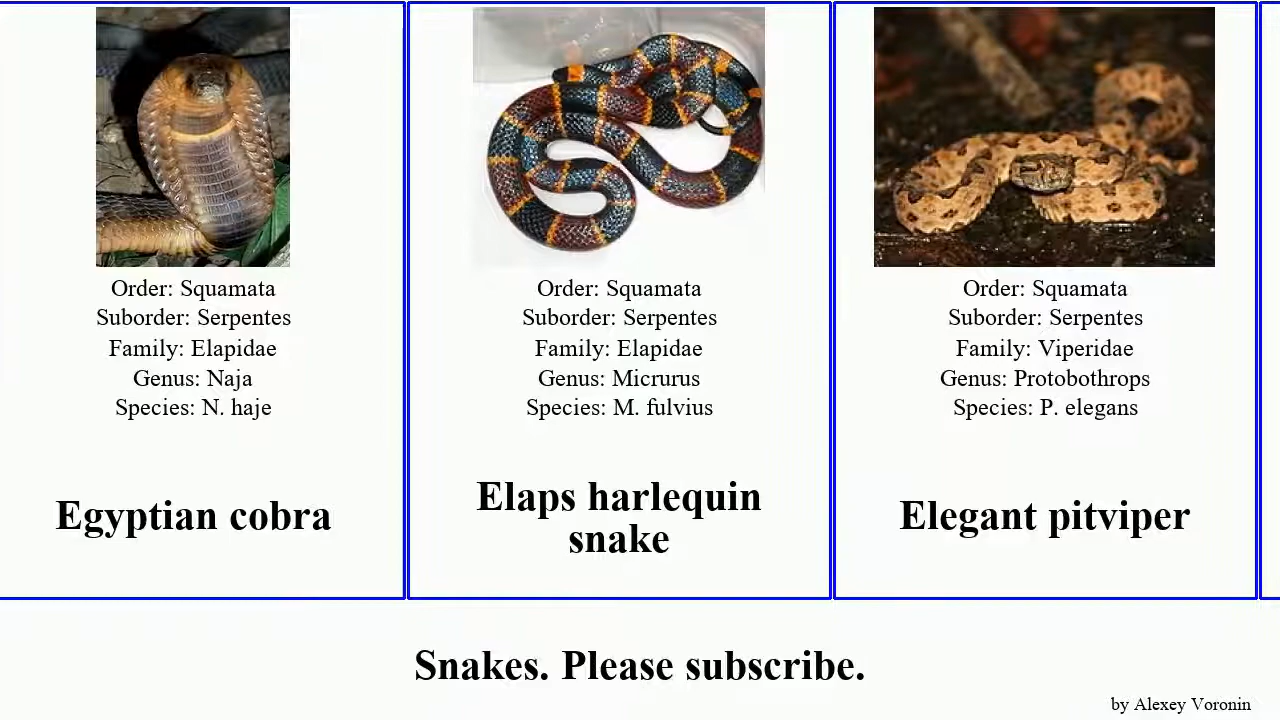 Order: Squamata
Suborder: Serpentes
Family: Elapidae
Genus: Naja
Species: N. haje
Egyptian cobra
Order: Squamata
Suborder: Serpentes
Family: Elapidae
Genus: Micrurus
Species: M. fulvius
Elaps harlequin
snake
Order: Squamata
Suborder: Serpentes
Family: Viperidae
Genus: Protobothrops
Species: P. elegans
Elegant pitviper
Snakes. Please subscribe.
by Alexey Voronin